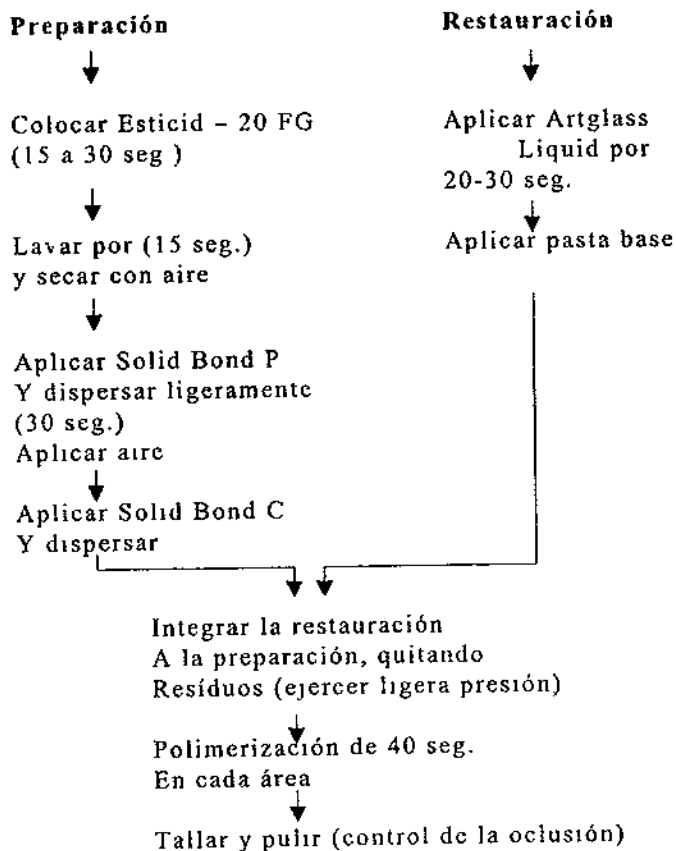 Preparación
Colocar Esticid – 20 FG
(15 a 30 seg )
Lavar por (15 seg.)
y secar con aire
Aplicar Solid Bond P
Y dispersar ligeramente
(30 seg.)
Aplicar aire
Aplicar Solid Bond C
Y dispersar
Restauración
Aplicar Artglass
Liquid por
20-30 seg.
Aplicar pasta base
Integrar la restauración
A la preparación, quitando
Resíduos (ejercer ligera presión)
Polimerización de 40 seg.
En cada área
Tallar y pulir (control de la oclusión)